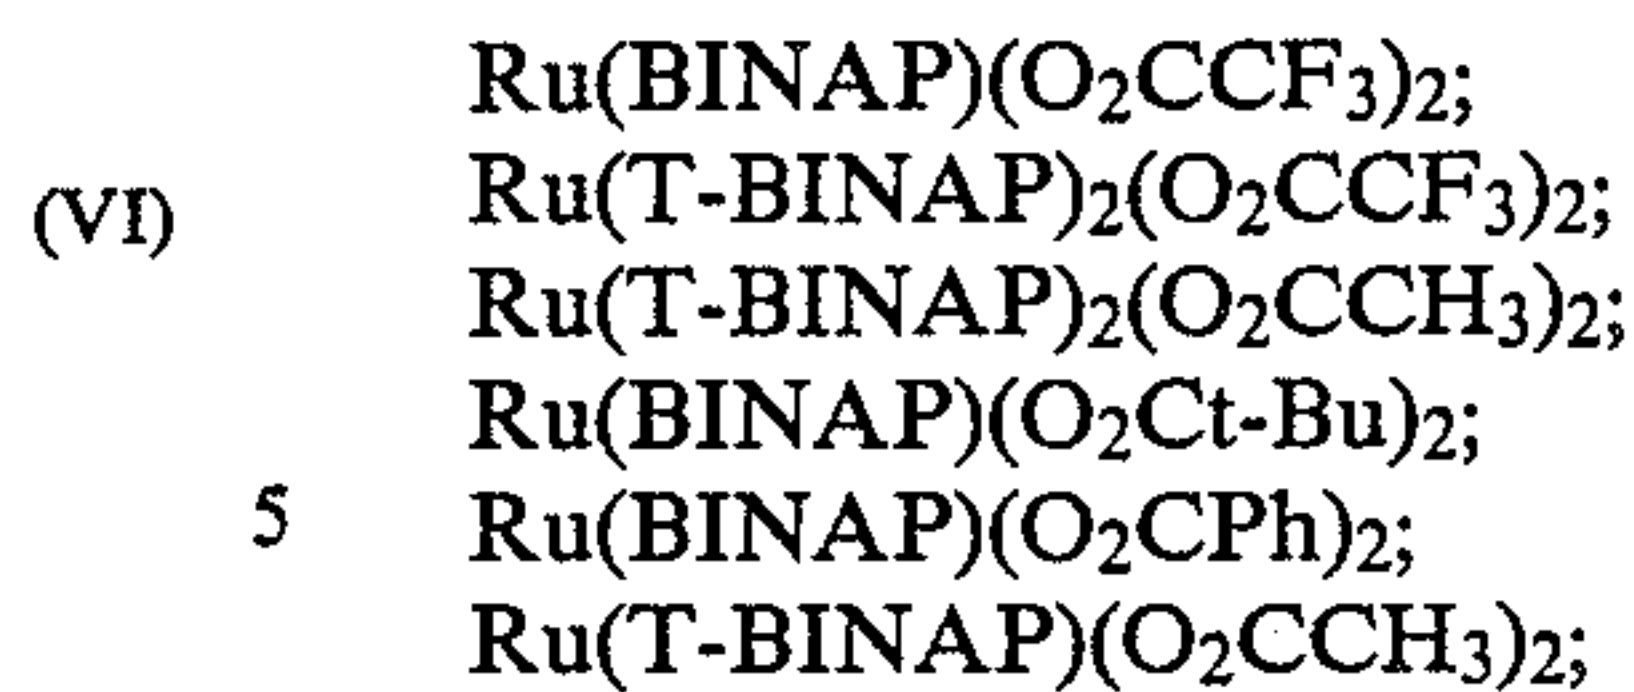 Ru(BINAP)(O₂CCF₃)₂;
(VI) Ru(T-BINAP)₂(O₂CCF₃)₂;
Ru(T-BINAP)₂(O₂CCH₃)₂;
Ru(BINAP)(O₂Ct-Bu)₂;
5 Ru(BINAP)(O₂CPh)₂;
Ru(T-BINAP)(O₂CCH₃)₂;